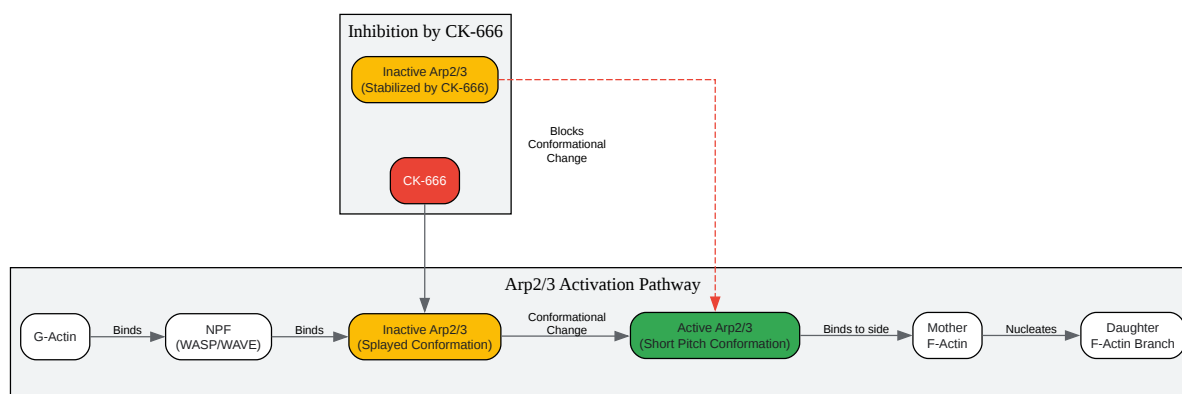 Inhibition by CK-666
Inactive Arp2/3
(Stabilized by CK-666)
Blocks
Conformational
Change
CK-666
Arp2/3 Activation Pathway
G-Actin
Binds
NPF
(WASP/WAVE)
Binds
Inactive Arp2/3
(Splayed Conformation)
Conformational
Change
Active Arp2/3
(Short Pitch Conformation)
Binds to side
Mother
F-Actin
Nucleates
Daughter
F-Actin Branch